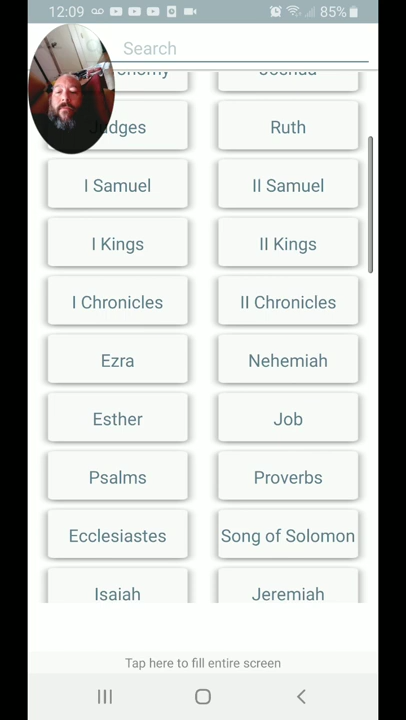 12:09 85%
Search
Joshua
Judges Ruth
I Samuel II Samuel
I Kings II Kings
I Chronicles II Chronicles
Ezra Nehemiah
Esther Job
Psalms Proverbs
Ecclesiastes Song of Solomon
Isaiah Jeremiah
Tap here to fill entire screen